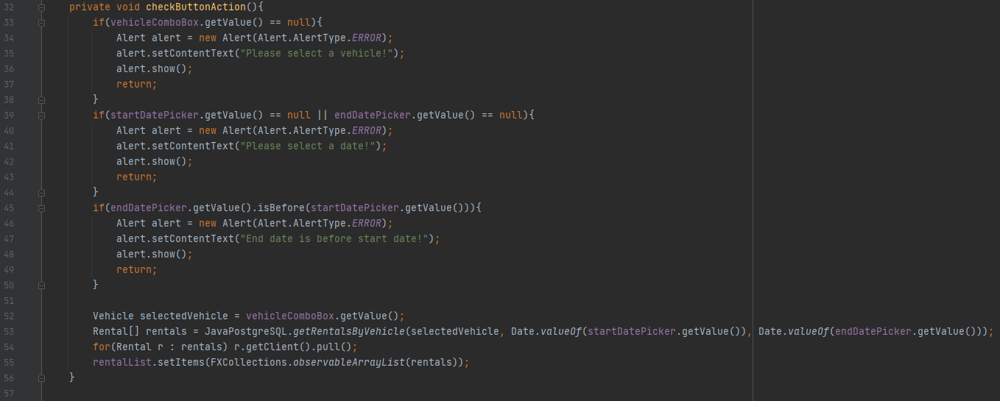 32 private void checkButtonAction(){
33 if(vehicleComboBox.getValue() == null){
34 Alert alert = new Alert(Alert.AlertType.ERROR);
35 alert.setContentText("Please select a vehicle!");
36 alert.show();
37 return;
38 }
39 if(startDatePicker.getValue() == null || endDatePicker.getValue() == null){
40 Alert alert = new Alert(Alert.AlertType.ERROR);
41 alert.setContentText("Please select a date!");
42 alert.show();
43 return;
44 }
45 if(endDatePicker.getValue().isBefore(startDatePicker.getValue())){
46 Alert alert = new Alert(Alert.AlertType.ERROR);
47 alert.setContentText("End date is before start date!");
48 alert.show();
49 return;
50 }
51
52 Vehicle selectedVehicle = vehicleComboBox.getValue();
53 Rental[] rentals = JavaPostgreSQL.getRentalsByVehicle(selectedVehicle, Date.valueOf(startDatePicker.getValue()), Date.valueOf(endDatePicker.getValue()));
54 for(Rental r : rentals) r.getClient().pull();
55 rentalList.setItems(FXCollections.observableArrayList(rentals));
56 }
57